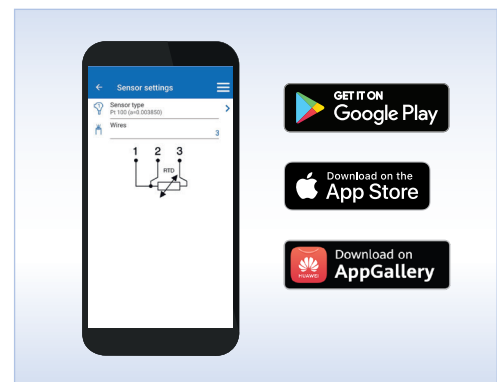 Sensor settings
Sensor type
Pt 100 (α=0.003850)
Wires
3
1 2 3
RTD
GET IT ON
Google Play
Download on the
App Store
HUAWEI
Download on
AppGallery